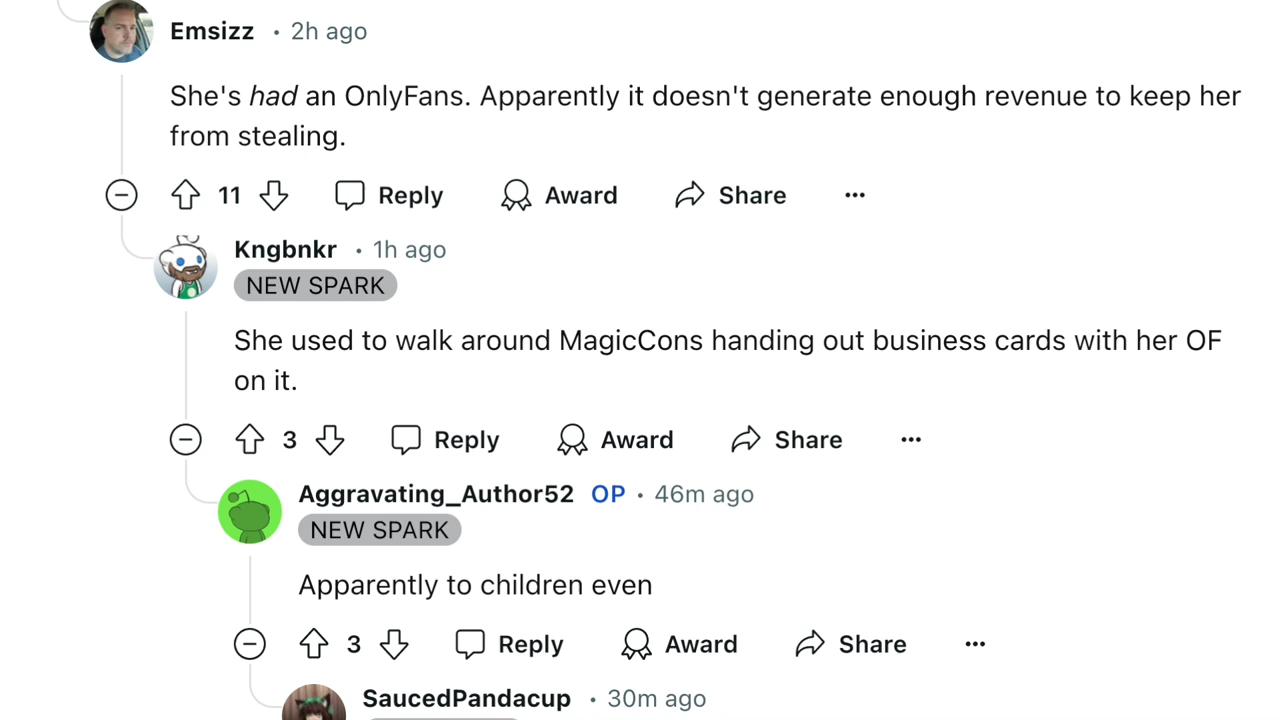 Emsizz • 2h ago
She's had an OnlyFans. Apparently it doesn't generate enough revenue to keep her
from stealing.
11 Reply Award Share ...
Kngbnkr • 1h ago
NEW SPARK
She used to walk around MagicCons handing out business cards with her OF
on it.
3 Reply Award Share ...
Aggravating_Author52 OP • 46m ago
NEW SPARK
Apparently to children even
3 Reply Award Share ...
SaucedPandacup • 30m ago